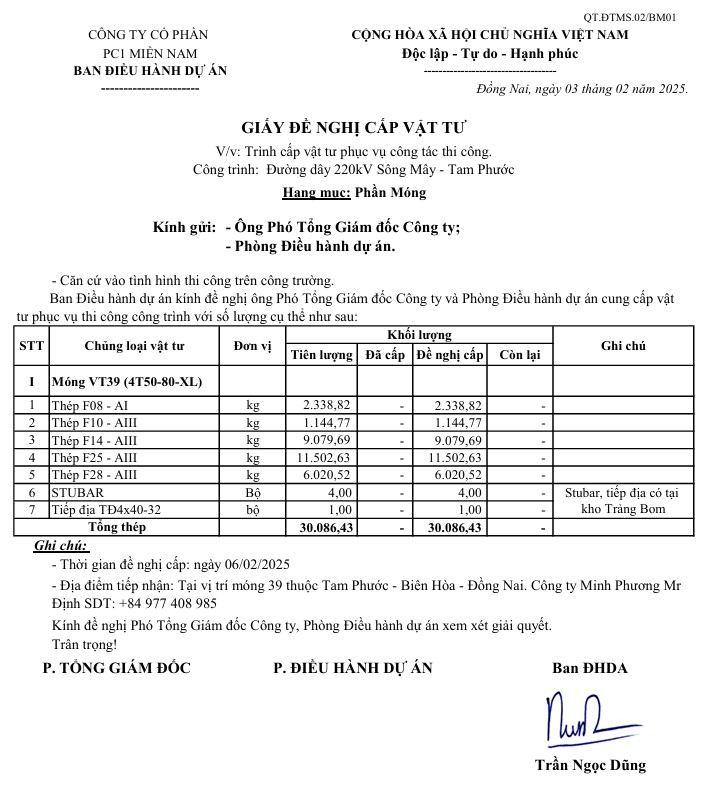 QT.ĐTMS.02/BM01
CÔNG TY CỔ PHẦN
PC1 MIỀN NAM
BAN ĐIỀU HÀNH DỰ ÁN
----------------------
CỘNG HÒA XÃ HỘI CHỦ NGHĨA VIỆT NAM
Độc lập - Tự do - Hạnh phúc
-----------------------------------
Đồng Nai, ngày 03 tháng 02 năm 2025.
GIẤY ĐỀ NGHỊ CẤP VẬT TƯ
V/v: Trình cấp vật tư phục vụ công tác thi công.
Công trình: Đường dây 220kV Sông Mây - Tam Phước
Hạng mục: Phần Móng
Kính gửi: - Ông Phó Tổng Giám đốc Công ty;
- Phòng Điều hành dự án.
- Căn cứ vào tình hình thi công trên công trường.
Ban Điều hành dự án kính đề nghị ông Phó Tổng Giám đốc Công ty và Phòng Điều hành dự án cung cấp vật
tư phục vụ thi công công trình với số lượng cụ thể như sau:
STT Chủng loại vật tư Đơn vị Khối lượng Ghi chú
Tiên lượng Đã cấp Đề nghị cấp Còn lại
I Móng VT39 (4T50-80-XL)
1 Thép F08 - AI kg 2.338,82 - 2.338,82 -
2 Thép F10 - AIII kg 1.144,77 - 1.144,77 -
3 Thép F14 - AIII kg 9.079,69 - 9.079,69 -
4 Thép F25 - AIII kg 11.502,63 - 11.502,63 -
5 Thép F28 - AIII kg 6.020,52 - 6.020,52 -
6 STUBAR Bộ 4,00 - 4,00 - Stubar, tiếp địa có tại
7 Tiếp địa TĐ4x40-32 bộ 1,00 - 1,00 - kho Trảng Bom
Tổng thép 30.086,43 - 30.086,43 -
Ghi chú:
- Thời gian đề nghị cấp: ngày 06/02/2025
- Địa điểm tiếp nhận: Tại vị trí móng 39 thuộc Tam Phước - Biên Hòa - Đồng Nai. Công ty Minh Phương Mr
Định SDT: +84 977 408 985
Kính đề nghị Phó Tổng Giám đốc Công ty, Phòng Điều hành dự án xem xét giải quyết.
Trân trọng!
P. TỔNG GIÁM ĐỐC P. ĐIỀU HÀNH DỰ ÁN Ban ĐHDA
Trần Ngọc Dũng